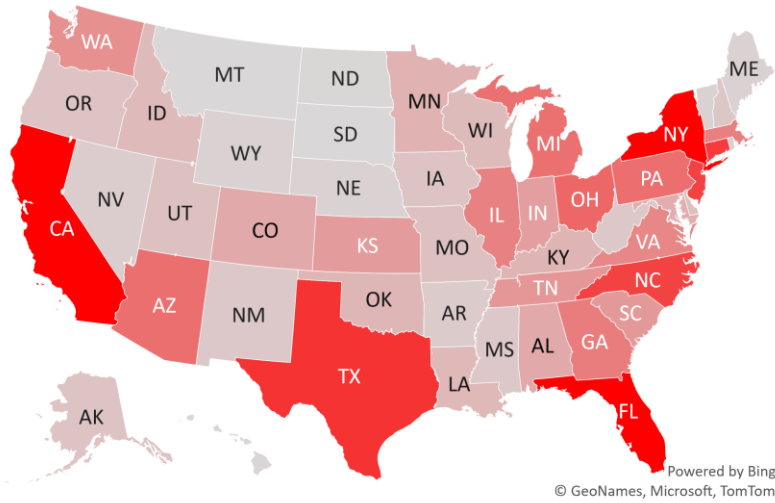 WA
MT
ND
ME
OR
MN
ID
SD
WI
NY
WY
MI
IA
PA
NE
NV
IL
IN
OH
UT
CA
CO
KS
MO
KY
VA
TN
NC
AZ
OK
NM
AR
SC
MS
AL
GA
TX
LA
AK
FL
Powered by Bing
© GeoNames, Microsoft, TomTom